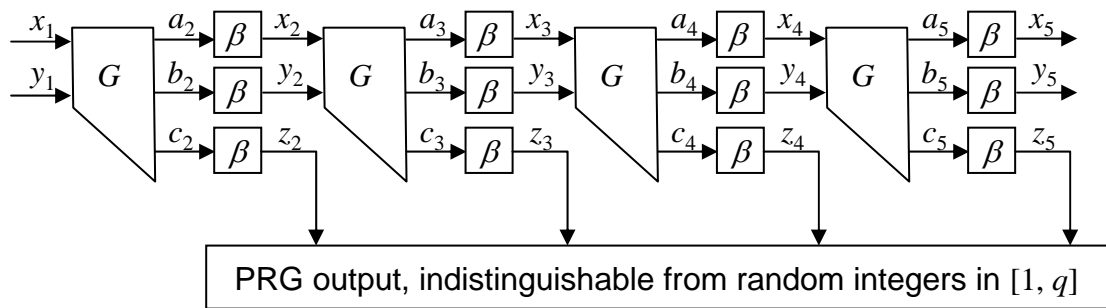 x₁ a₂ β x₂ a₃ β x₃ a₄ β x₄ a₅ β x₅
y₁ G b₂ β y₂ G b₃ β y₃ G b₄ β y₄ G b₅ β y₅
c₂ β z₂ c₃ β z₃ c₄ β z₄ c₅ β z₅
PRG output, indistinguishable from random integers in [1, q]